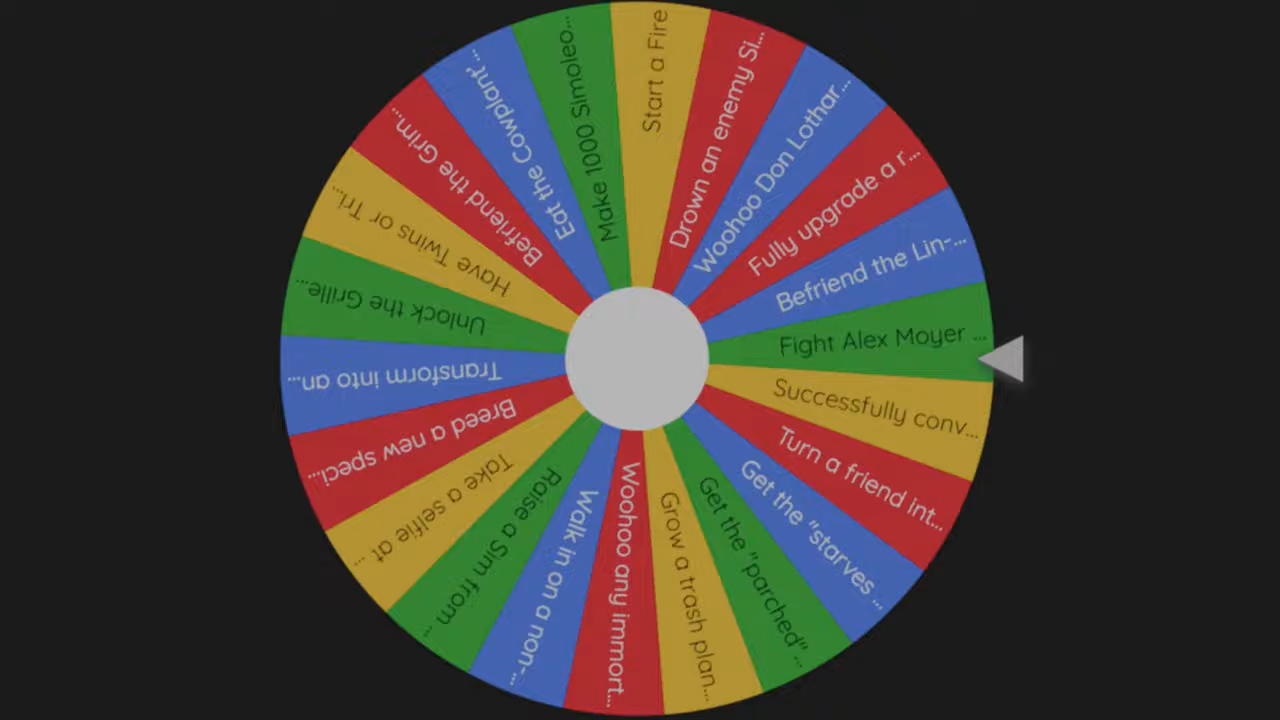 Start a Fire
Drown an enemy Si...
Woohoo Don Lothar...
Fully upgrade a r...
Befriend the Lin-...
Fight Alex Moyer ...
Successfully conv...
Turn a friend int...
Get the "starves ...
Get the "parched" ...
Grow a trash plan...
Woohoo any immort...
Walk in on a non-...
Raise a Sim from ...
Take a selfie at ...
Breed a new speci...
Transform into an...
Unlock the Grille...
Have Twins or Tri...
Befriend the Grim...
Eat the Cowplant'...
Make 1000 Simoleo...